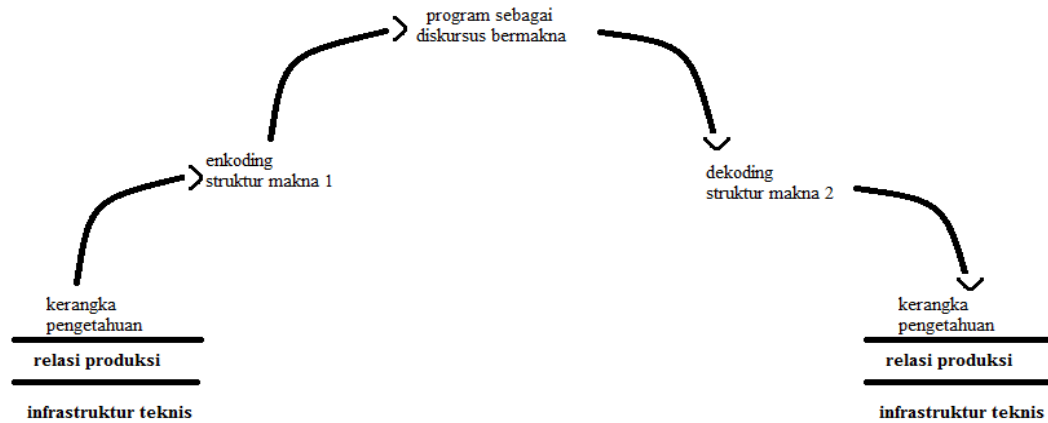 program sebagai
diskursus bermakna
enkoding
struktur makna 1
dekoding
struktur makna 2
kerangka
pengetahuan
relasi produksi
infrastruktur teknis
kerangka
pengetahuan
relasi produksi
infrastruktur teknis